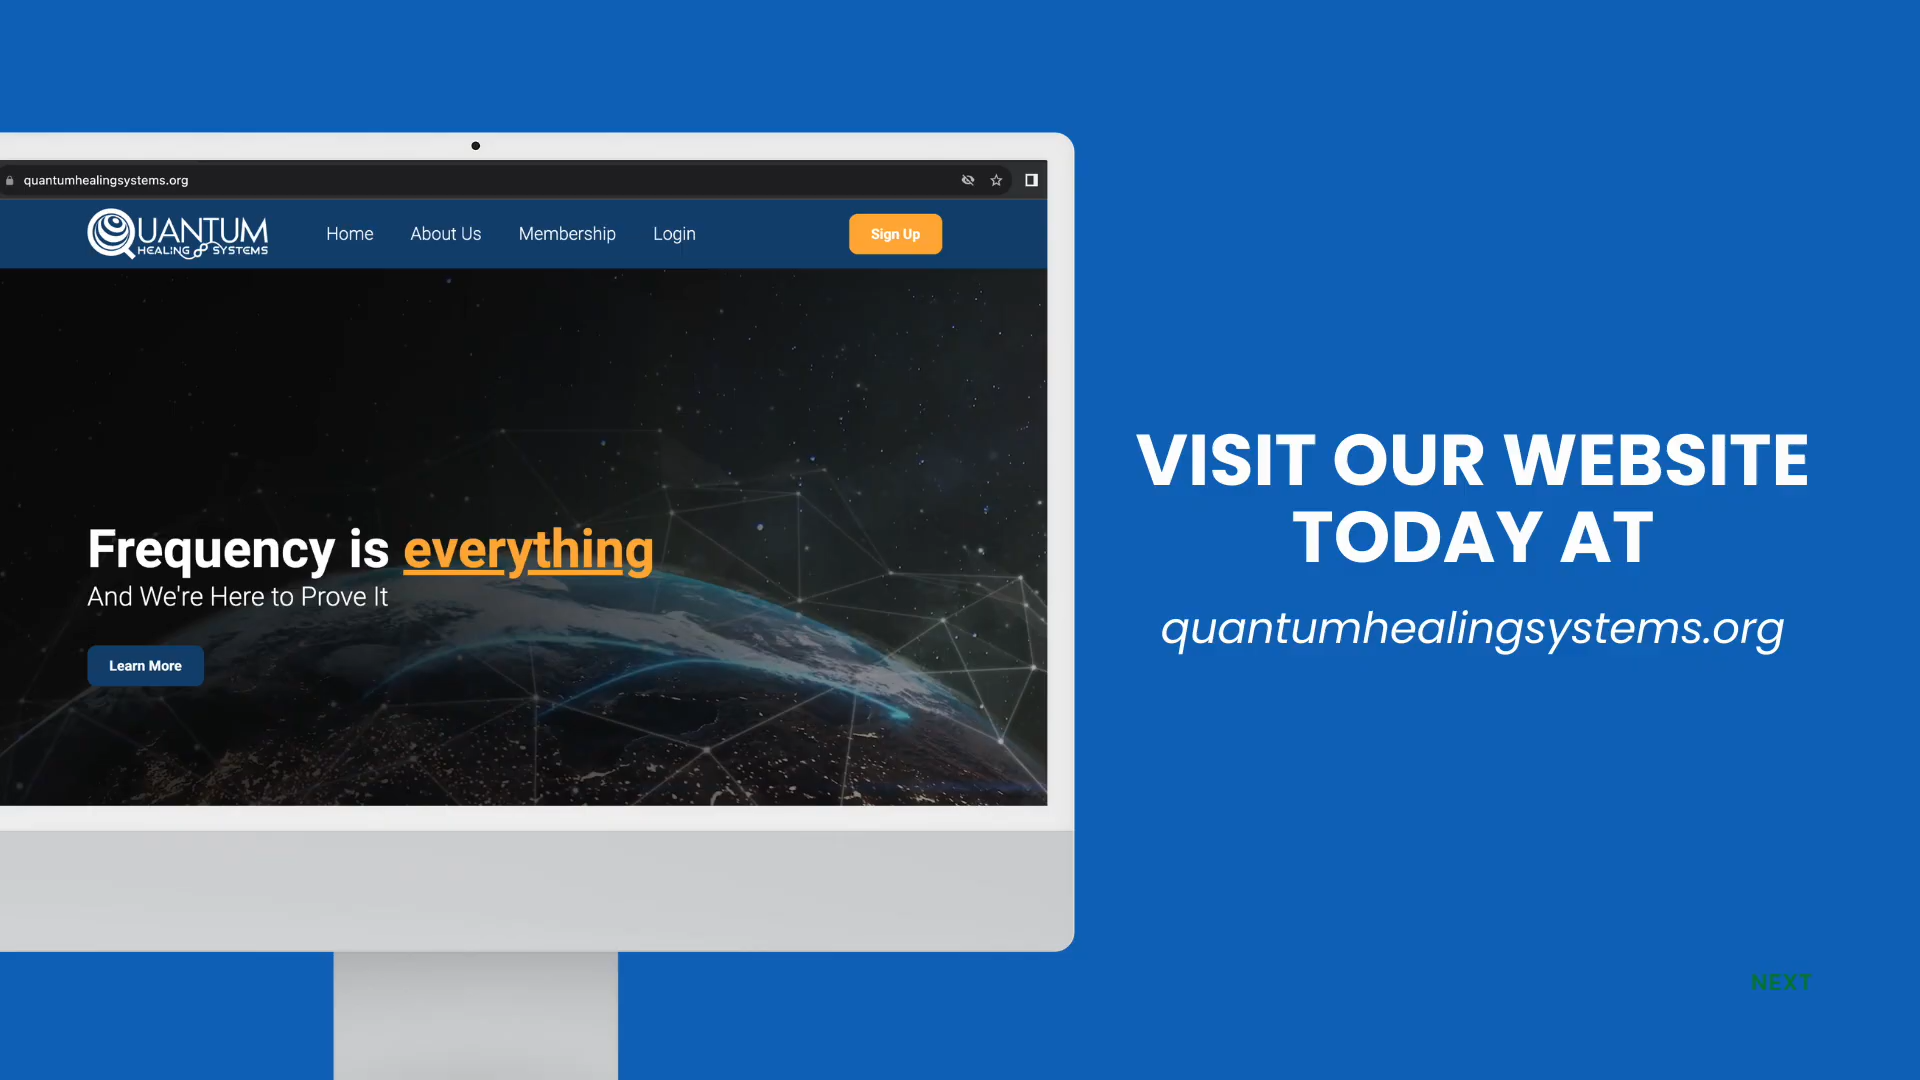 quantumhealingsystems.org
QUANTUM
HEALING SYSTEMS
Home
About Us
Membership
Login
Sign Up
Frequency is everything
And We're Here to Prove It
Learn More
VISIT OUR WEBSITE
TODAY AT
quantumhealingsystems.org
NEXT